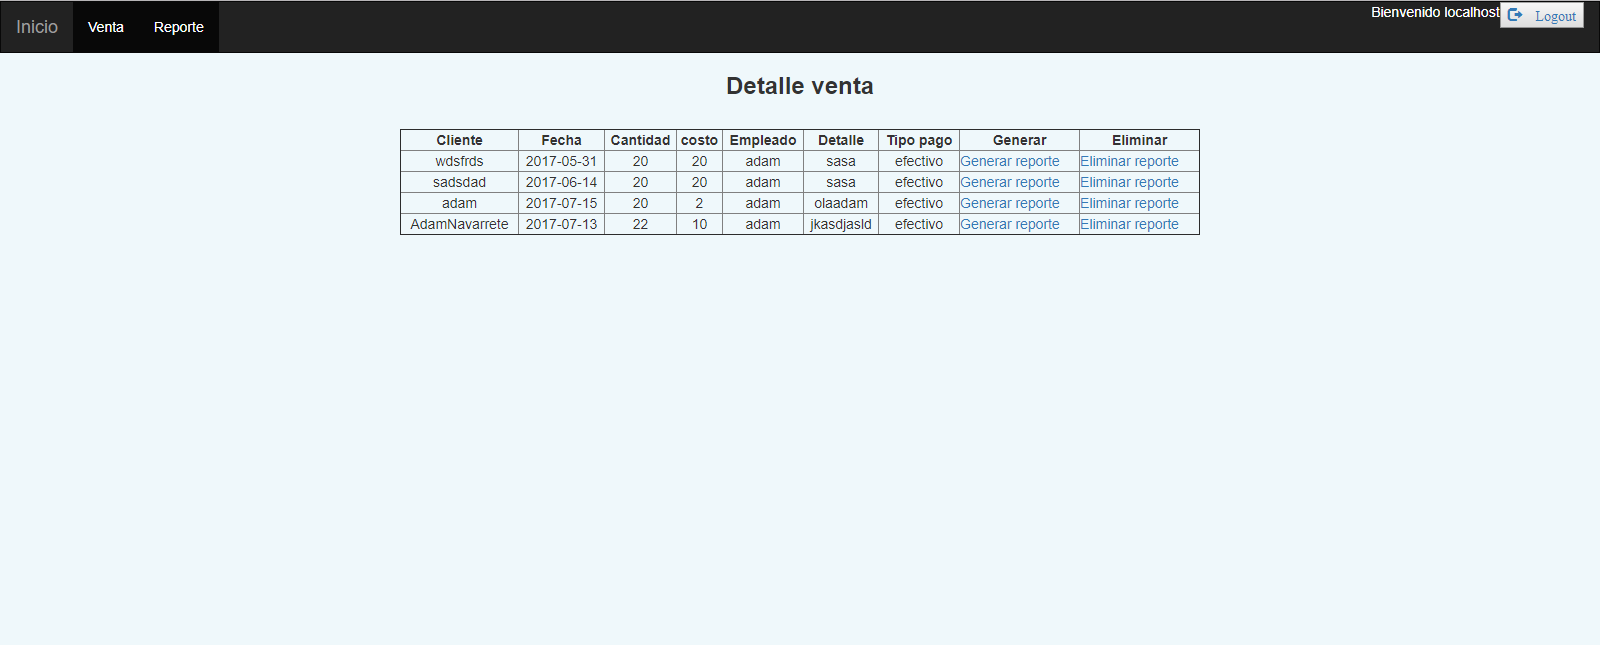 Inicio Venta Reporte Bienvenido localhost Logout
Detalle venta
Cliente Fecha Cantidad costo Empleado Detalle Tipo pago Generar Eliminar
wdsfrds 2017-05-31 20 20 adam sasa efectivo Generar reporte Eliminar reporte
sadsdad 2017-06-14 20 20 adam sasa efectivo Generar reporte Eliminar reporte
adam 2017-07-15 20 2 adam olaadam efectivo Generar reporte Eliminar reporte
AdamNavarrete 2017-07-13 22 10 adam jkasdjasld efectivo Generar reporte Eliminar reporte